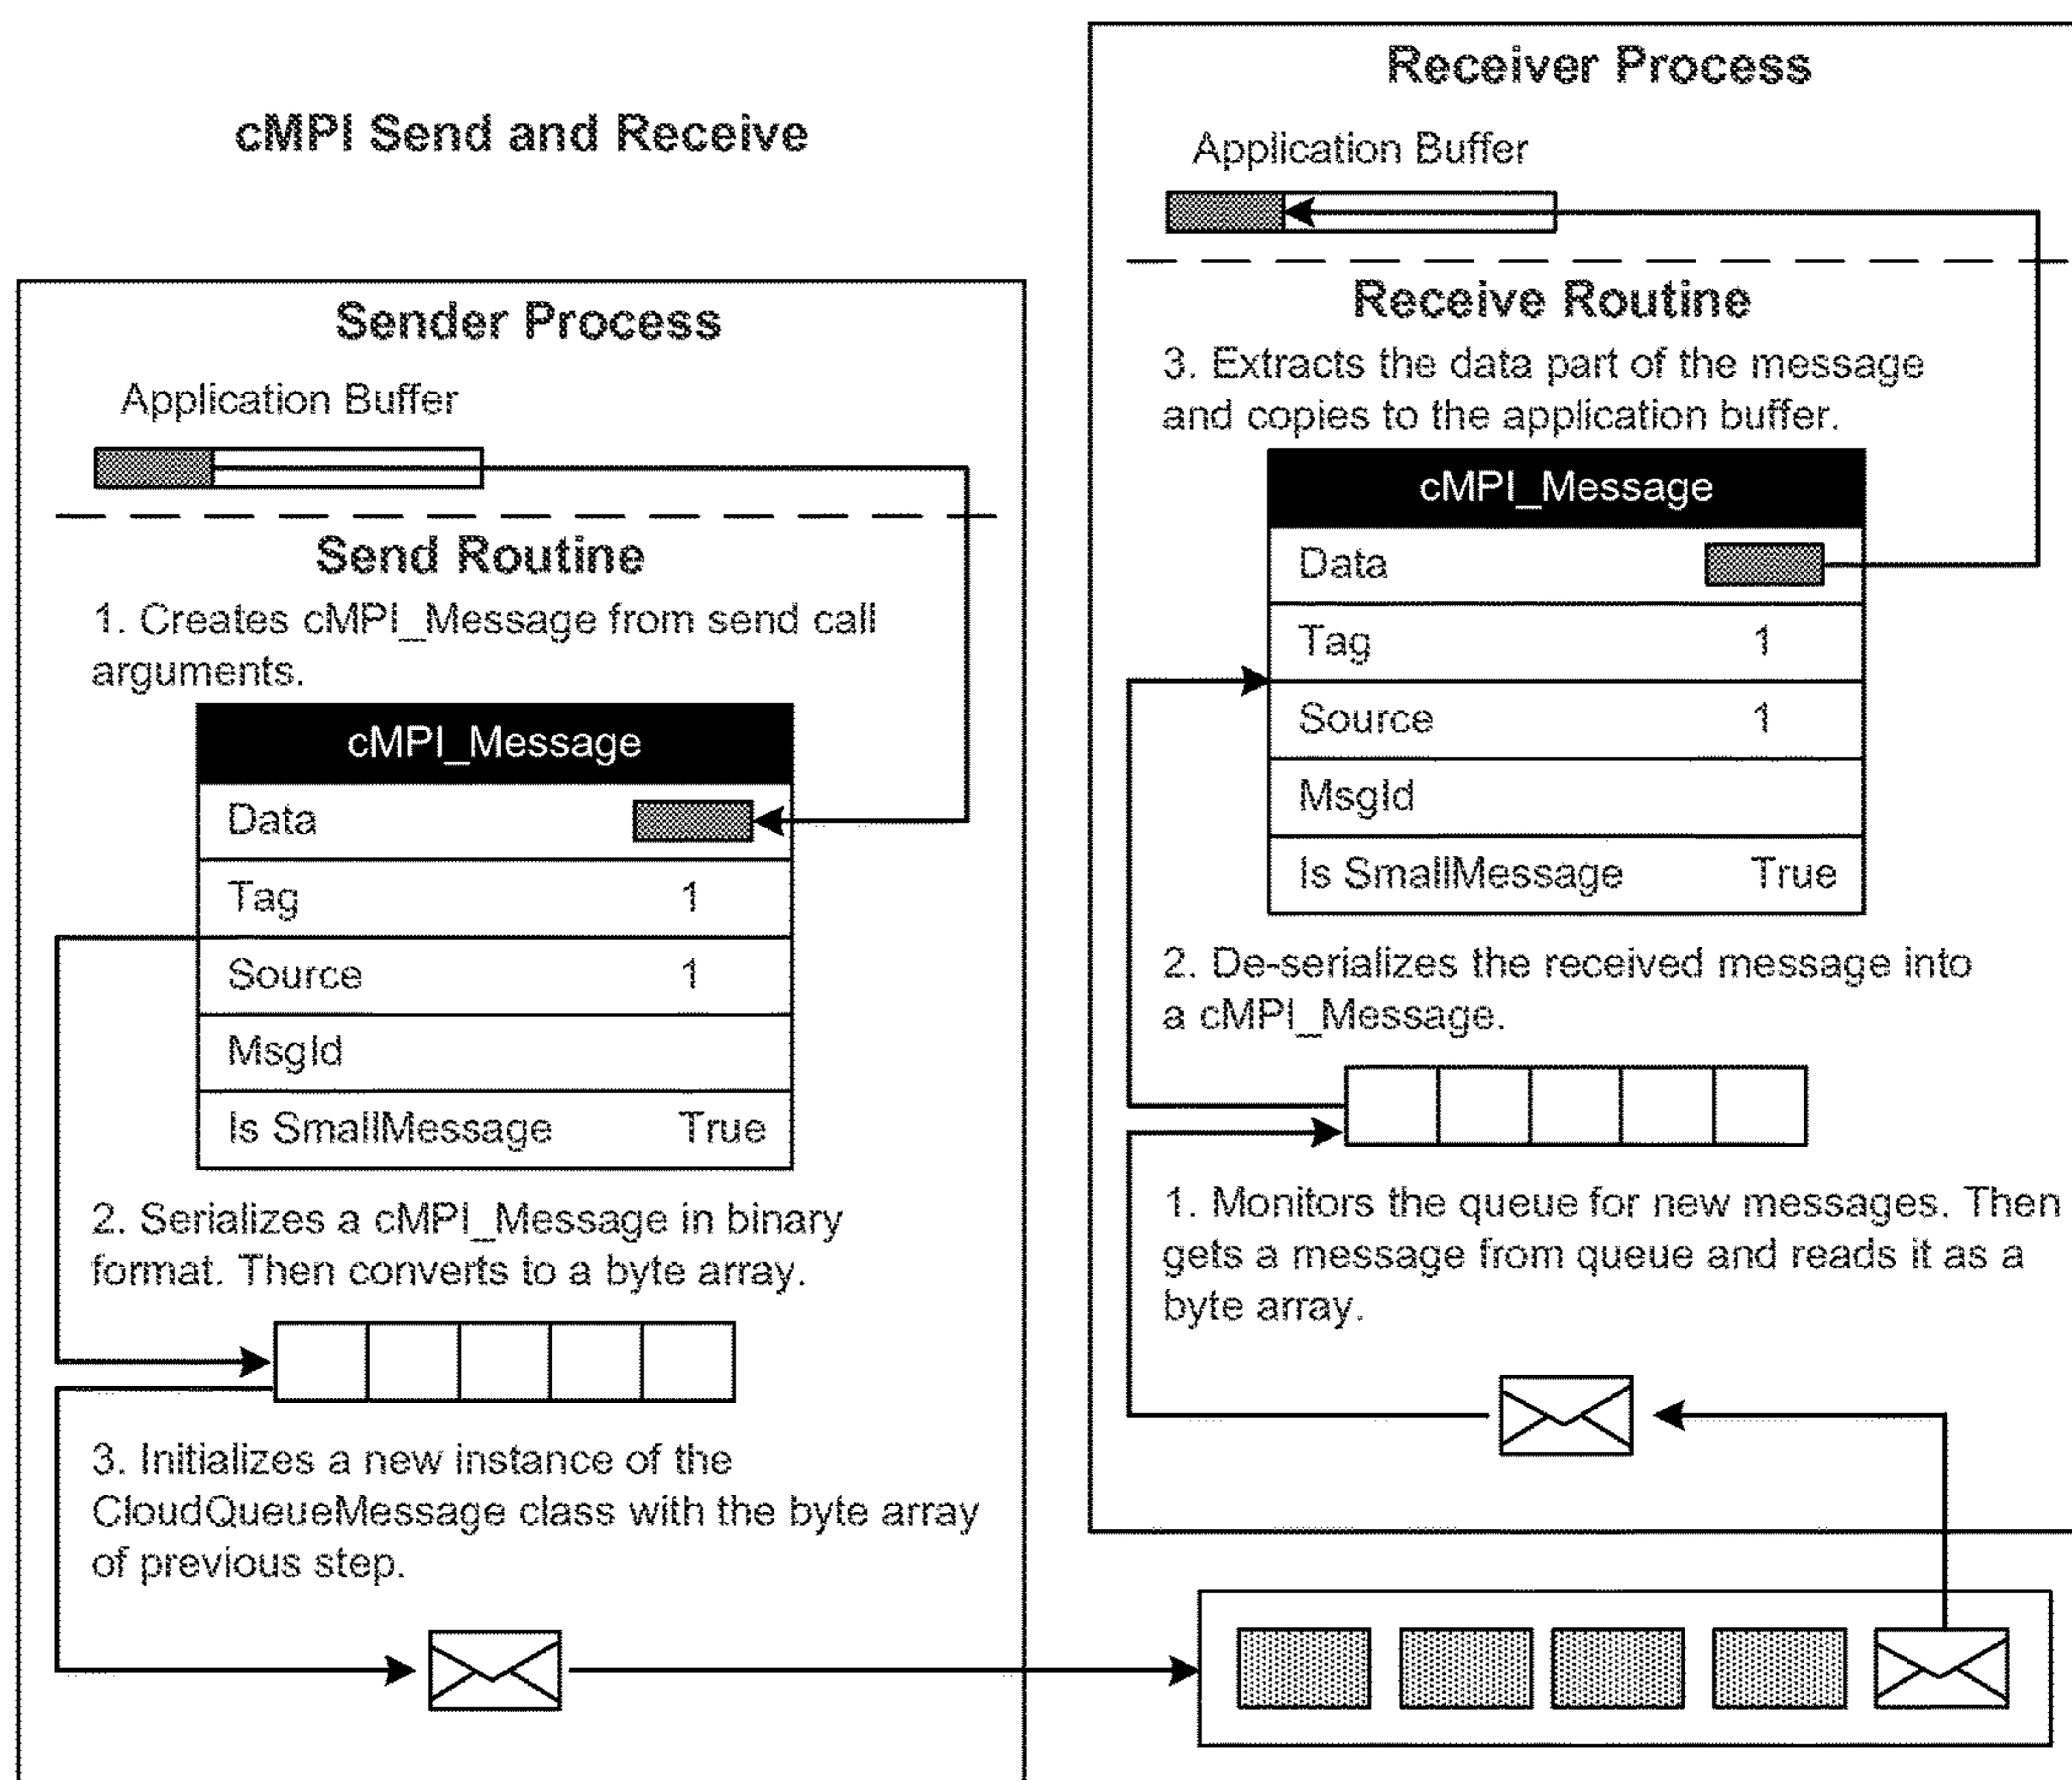 cMPI Send and Receive
Sender Process
Application Buffer
Send Routine
1. Creates cMPI_Message from send call
arguments.
cMPI_Message
Data
Tag 1
Source 1
MsgId
Is SmallMessage True
2. Serializes a cMPI_Message in binary
format. Then converts to a byte array.
3. Initializes a new instance of the
CloudQueueMessage class with the byte array
of previous step.
Receiver Process
Application Buffer
Receive Routine
3. Extracts the data part of the message
and copies to the application buffer.
cMPI_Message
Data
Tag 1
Source 1
MsgId
Is SmallMessage True
2. De-serializes the received message into
a cMPI_Message.
1. Monitors the queue for new messages. Then
gets a message from queue and reads it as a
byte array.